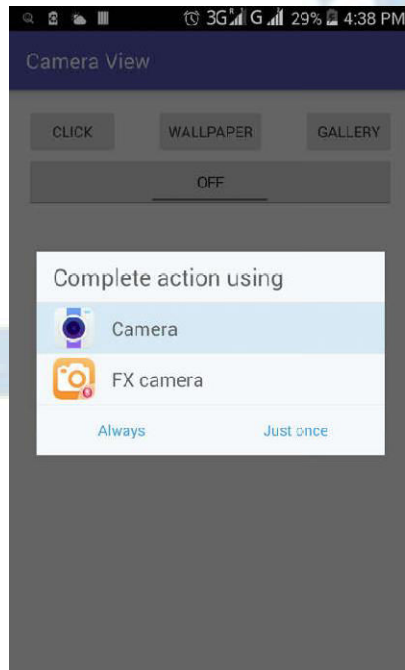 3G G 29% 4:38 PM
Camera View
CLICK WALLPAPER GALLERY
OFF
Complete action using
Camera
FX camera
Always Just once